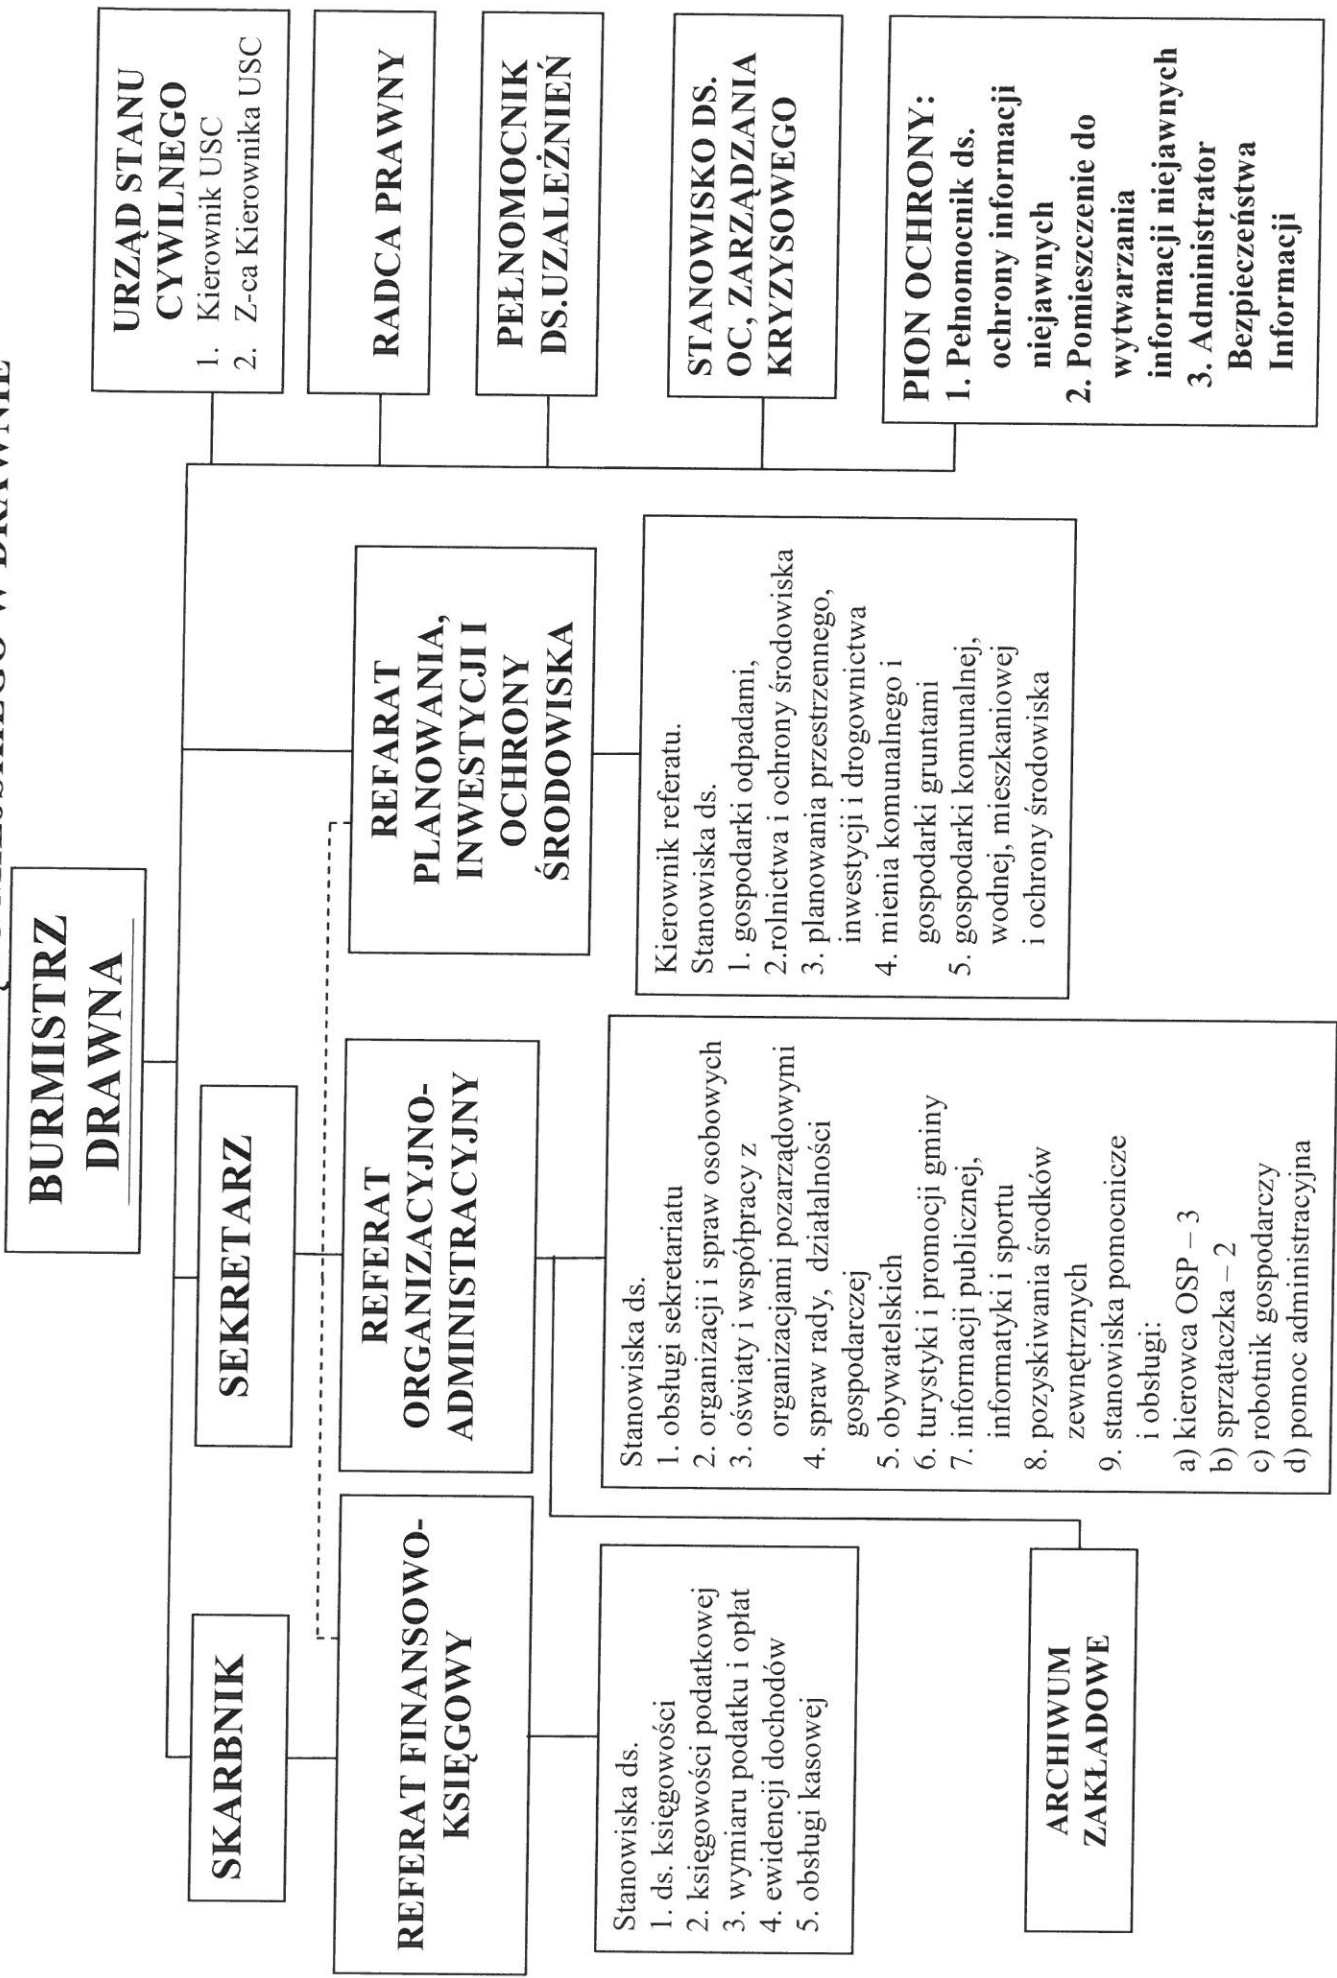 MIEJSKIEGO W DRAWNIE
BURMISTRZ
DRAWNA
SKARBNIK
SEKRETARZ
REFERAT FINANSOWO-
KSIĘGOWY
REFERAT
ORGANIZACYJNO-
ADMINISTRACYJNY
REFARAT
PLANOWANIA,
INWESTYCJI I
OCHRONY
ŚRODOWISKA
URZĄD STANU
CYWILNEGO
1. Kierownik USC
2. Z-ca Kierownika USC
RADCA PRAWNY
PEŁNOMOCNIK
DS.UZALEŻNIEŃ
STANOWISKO DS.
OC, ZARZĄDZANIA
KRYZYSOWEGO
PION OCHRONY:
1. Pełnomocnik ds.
ochrony informacji
niejawnych
2. Pomieszczenie do
wytwarzania
informacji niejawnych
3. Administrator
Bezpieczeństwa
Informacji
Stanowiska ds.
1. ds. księgowości
2. księgowości podatkowej
3. wymiaru podatku i opłat
4. ewidencji dochodów
5. obsługi kasowej
Stanowiska ds.
1. obsługi sekretariatu
2. organizacji i spraw osobowych
3. oświaty i współpracy z
organizacjami pozarządowymi
4. spraw rady, działalności
gospodarczej
5. obywatelskich
6. turystyki i promocji gminy
7. informacji publicznej,
informatyki i sportu
8. pozyskiwania środków
zewnętrznych
9. stanowiska pomocnicze
i obsługi:
a) kierowca OSP – 3
b) sprzątaczka – 2
c) robotnik gospodarczy
d) pomoc administracyjna
Kierownik referatu.
Stanowiska ds.
1. gospodarki odpadami,
2.rolnictwa i ochrony środowiska
3. planowania przestrzennego,
inwestycji i drogownictwa
4. mienia komunalnego i
gospodarki gruntami
5. gospodarki komunalnej,
wodnej, mieszkaniowej
i ochrony środowiska
ARCHIWUM
ZAKŁADOWE